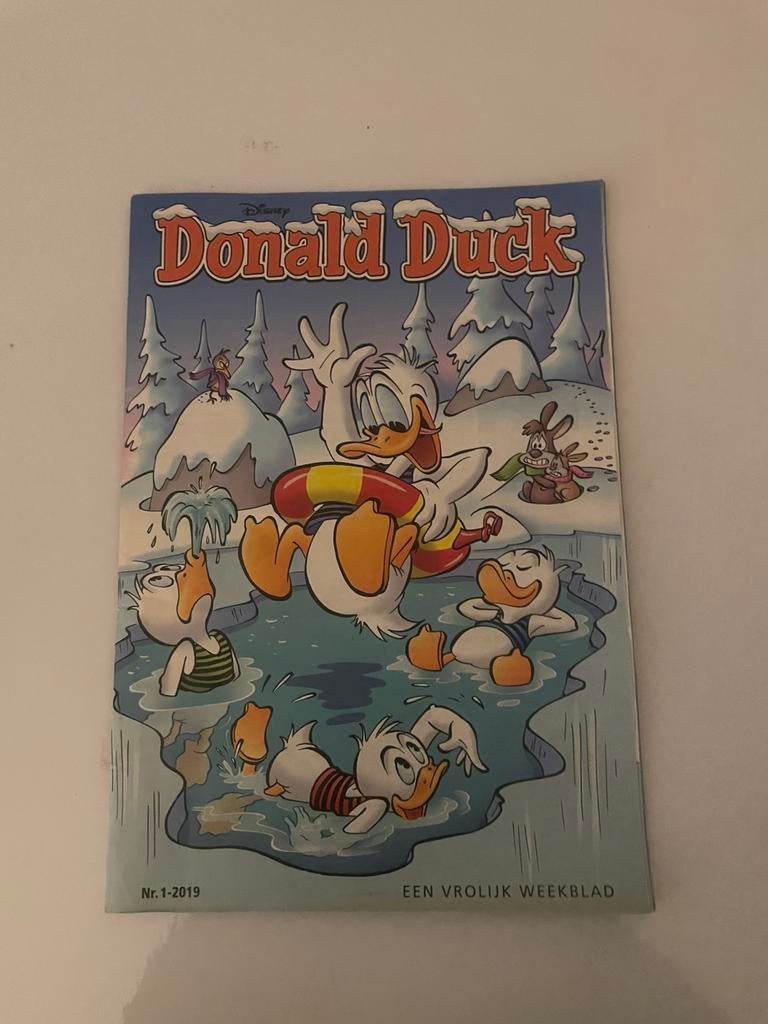 Disney
Donald Duck
Nr. 1-2019
EEN VROLIJK WEEKBLAD